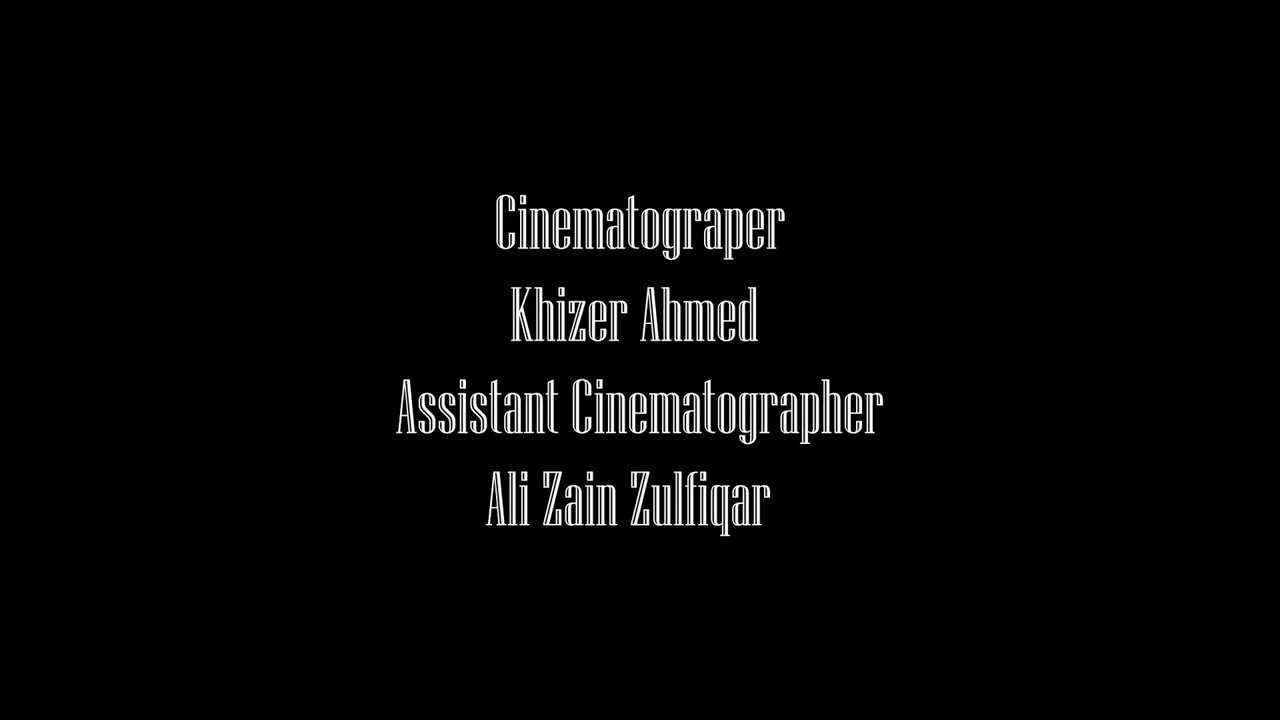 Cinematograper
Khizer Ahmed
Assistant Cinematographer
Ali Zain Zulfiqar